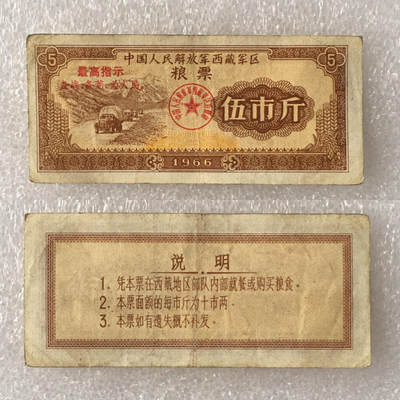 5
中国人民解放军西藏军区
5
粮票
最高指示
伍市斤
1966
说明
1、凭本票在西藏地区部队内部就餐或购买粮食。
2、本票面额的每市斤为十市两。
3、本票如有遗失概不补发。